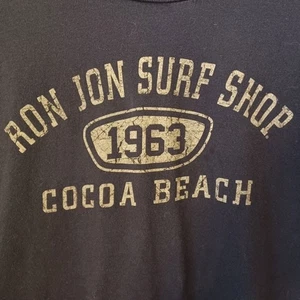 RON JON SURF SHOP
1963
COCOA BEACH